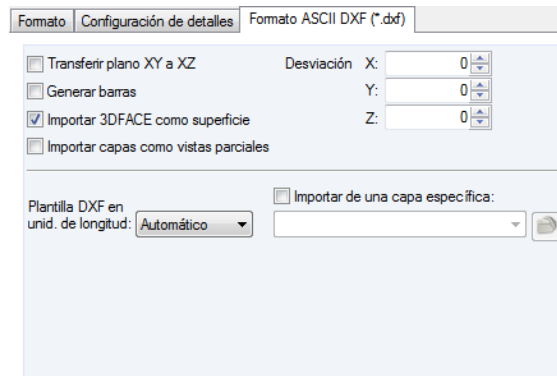 Formato Configuración de detalles Formato ASCII DXF (*.dxf)
Transferir plano XY a XZ Desviación X: 0
Generar barras Y: 0
Importar 3DFACE como superficie Z: 0
Importar capas como vistas parciales
Importar de una capa específica:
Plantilla DXF en
unid. de longitud: Automático